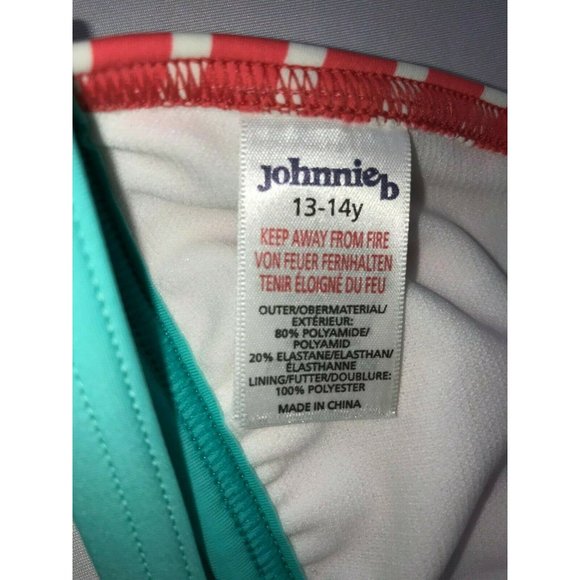 johnnieb
13-14y
KEEP AWAY FROM FIRE
VON FEUER FERNHALTEN
TENIR ÉLOIGNÉ DU FEU
OUTER/OBERMATERIAL/
EXTÉRIEUR:
80% POLYAMIDE/
POLYAMID
20% ELASTANE/ELASTHAN/
ÉLASTHANNE
LINING/FUTTER/DOUBLURE:
100% POLYESTER
MADE IN CHINA